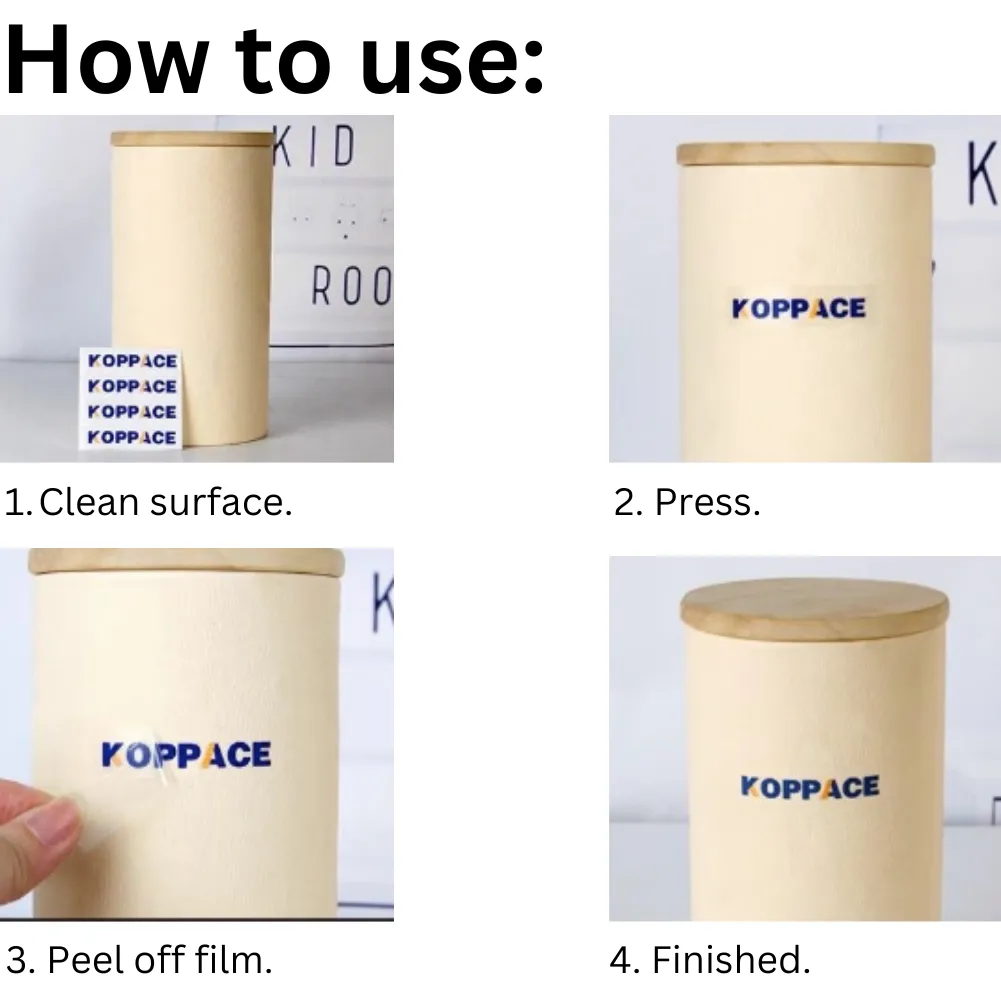 How to use:
KID
ROO
KOPPACE
KOPPACE
KOPPACE
KOPPACE
1. Clean surface.
K
KOPPACE
2. Press.
K
KOPPACE
3. Peel off film.
KOPPACE
4. Finished.